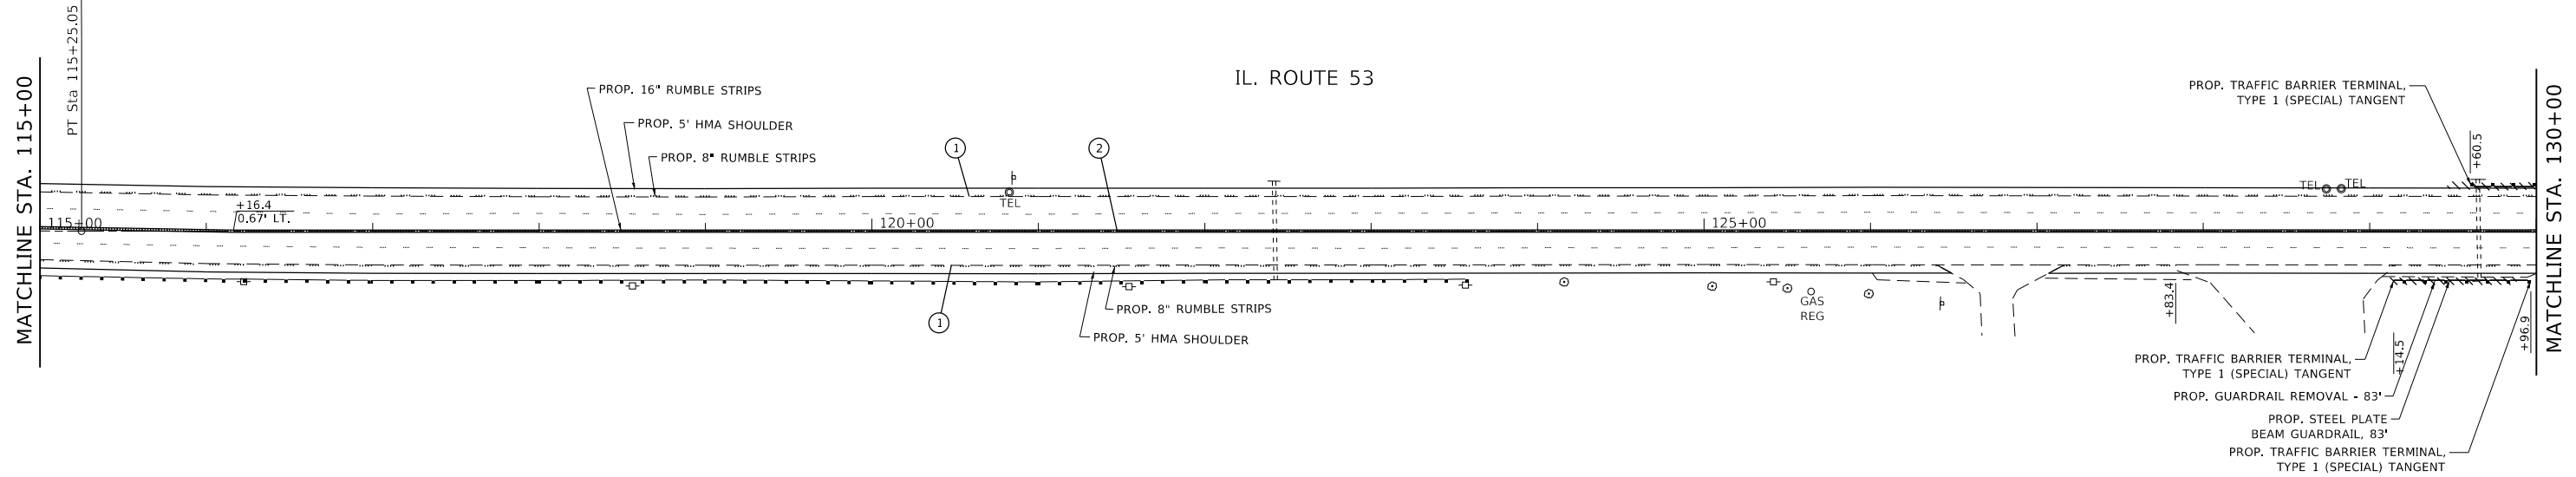 MATCHLINE STA. 115+00
PT Sta 115+25.05
PROP. 16" RUMBLE STRIPS
PROP. 5' HMA SHOULDER
PROP. 8" RUMBLE STRIPS
IL. ROUTE 53
1
2
TEL
115+00
+16.4
0.67' LT.
120+00
125+00
TEL
TEL
PROP. TRAFFIC BARRIER TERMINAL,
TYPE 1 (SPECIAL) TANGENT
+60.5
MATCHLINE STA. 130+00
1
PROP. 8" RUMBLE STRIPS
PROP. 5' HMA SHOULDER
GAS
REG
+83.4
+14.5
+96.9
PROP. TRAFFIC BARRIER TERMINAL,
TYPE 1 (SPECIAL) TANGENT
PROP. GUARDRAIL REMOVAL - 83'
PROP. STEEL PLATE
BEAM GUARDRAIL, 83'
PROP. TRAFFIC BARRIER TERMINAL,
TYPE 1 (SPECIAL) TANGENT